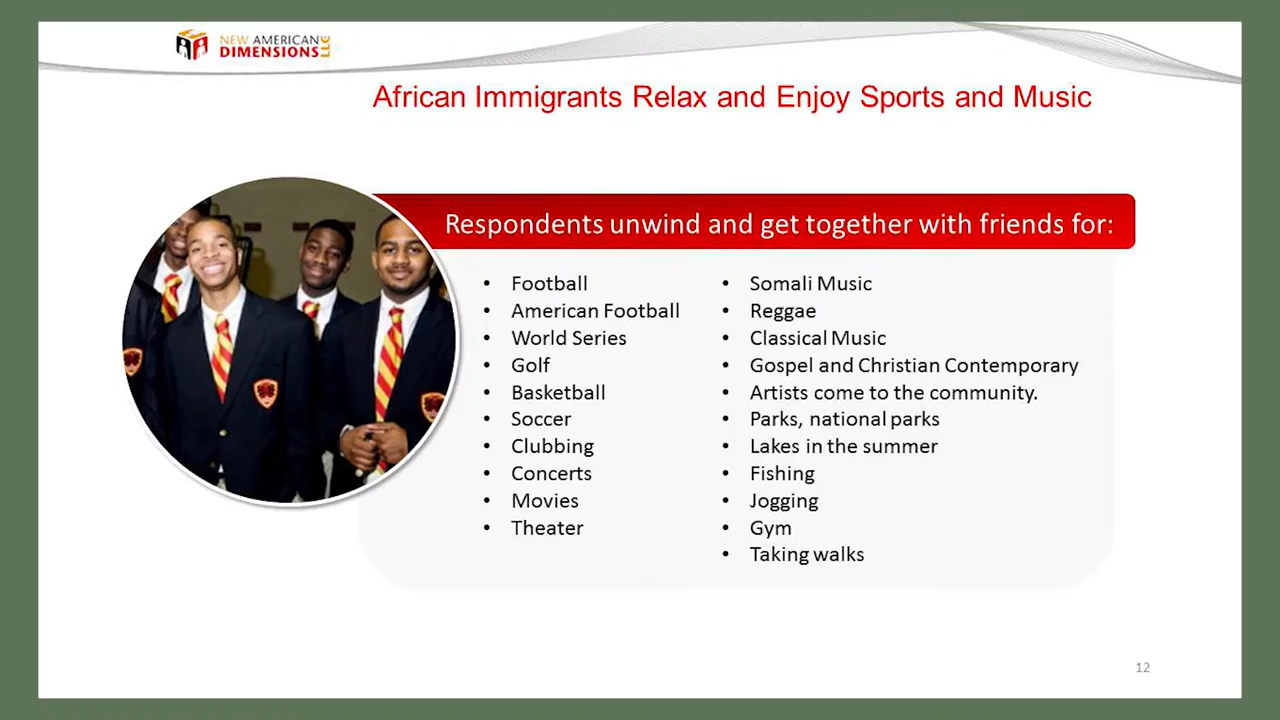 NEW AMERICAN
DIMENSIONS LLC
African Immigrants Relax and Enjoy Sports and Music
Respondents unwind and get together with friends for:
• Football
• American Football
• World Series
• Golf
• Basketball
• Soccer
• Clubbing
• Concerts
• Movies
• Theater
• Somali Music
• Reggae
• Classical Music
• Gospel and Christian Contemporary
• Artists come to the community.
• Parks, national parks
• Lakes in the summer
• Fishing
• Jogging
• Gym
• Taking walks
12